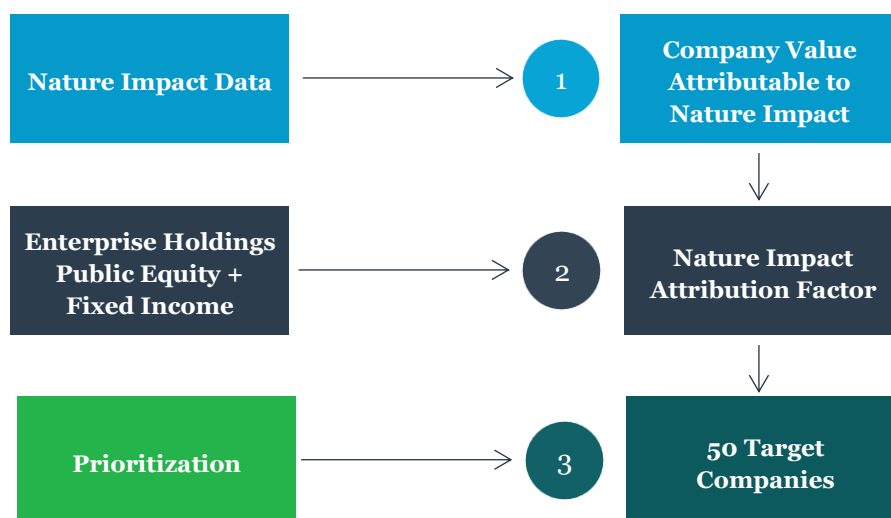 Nature Impact Data
1
Company Value
Attributable to
Nature Impact
Enterprise Holdings
Public Equity +
Fixed Income
2
Nature Impact
Attribution Factor
Prioritization
3
50 Target
Companies